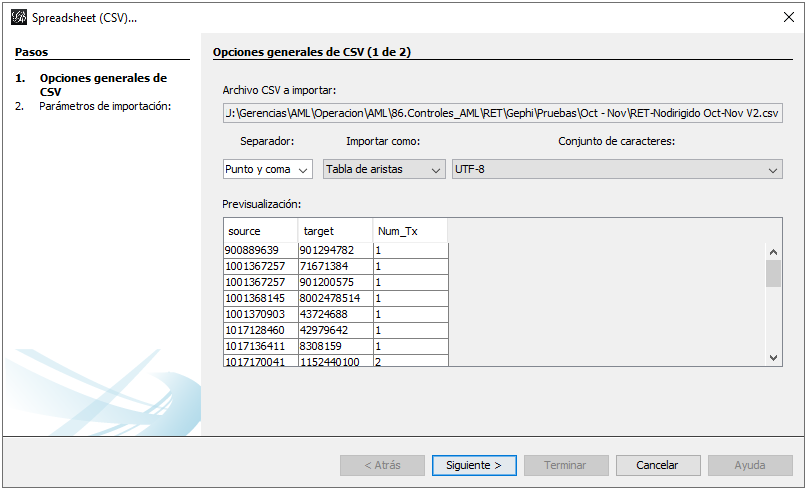 Spreadsheet (CSV)...
Pasos
1. Opciones generales de
CSV
2. Parámetros de importación:
Opciones generales de CSV (1 de 2)
Archivo CSV a importar:
J:\Gerencias\AML\Operacion\AML\86.Controles_AML\RET\Gephi\Pruebas\Oct - Nov\RET-Nodirigido Oct-Nov V2.csv
Separador: Importar como: Conjunto de caracteres:
Punto y coma Tabla de aristas UTF-8
Previsualización:
source target Num_Tx
900889639 901294782 1
1001367257 71671384 1
1001367257 901200575 1
1001368145 8002478514 1
1001370903 43724688 1
1017128460 42979642 1
1017136411 8308159 1
1017170041 1152440100 2
< Atrás Siguiente > Terminar Cancelar Ayuda